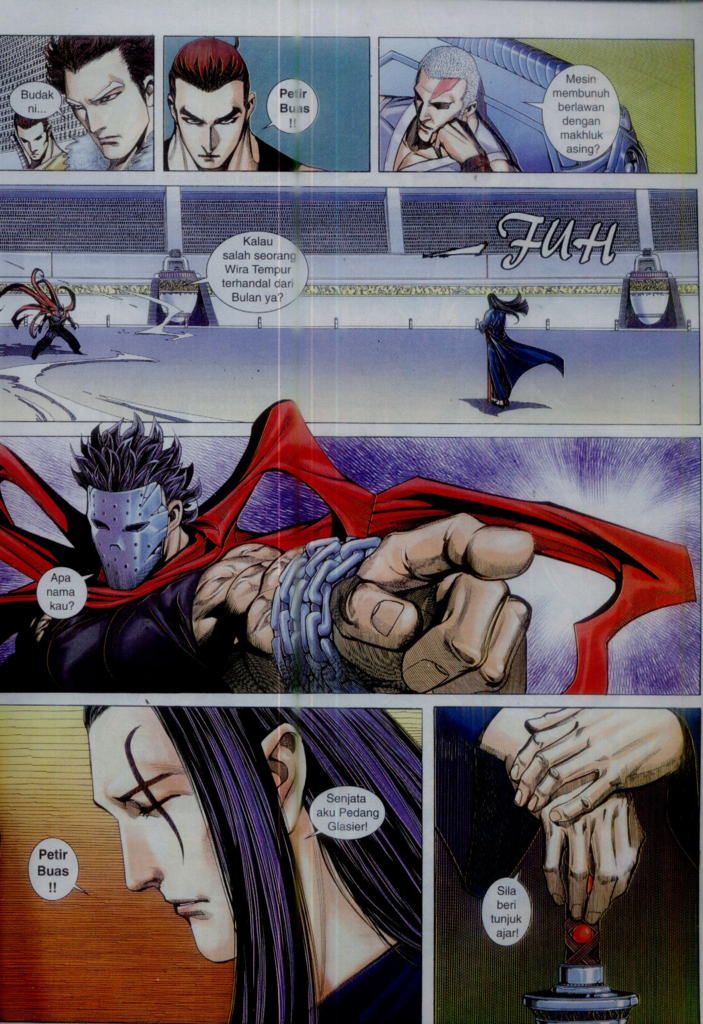 Budak
ni...
Petir
Buas
!!
Mesin
membunuh
berlawan
dengan
makhluk
asing?
Kalau
salah seorang
Wira Tempur
terhandal dari
Bulan ya?
FUH
Apa
nama
kau?
Senjata
aku Pedang
Glasier!
Petir
Buas
!!
Sila
beri
tunjuk
ajar!